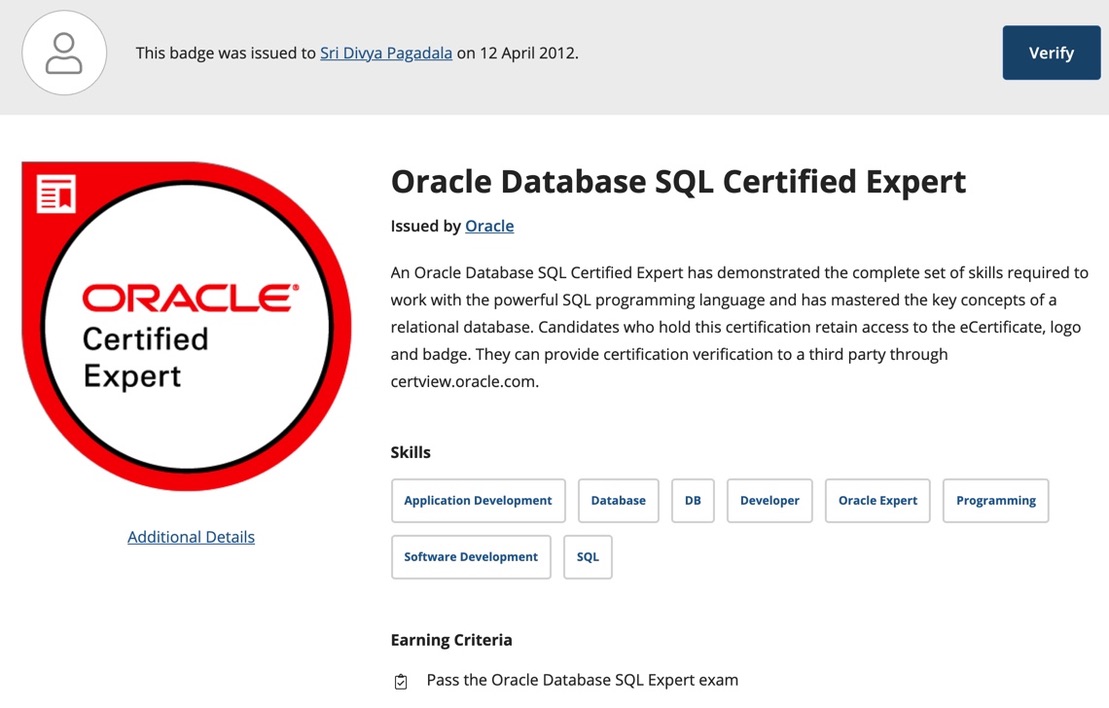 This badge was issued to Sri Divya Pagadala on 12 April 2012.
Verify
ORACLE®
Certified
Expert
Additional Details
Oracle Database SQL Certified Expert
Issued by Oracle
An Oracle Database SQL Certified Expert has demonstrated the complete set of skills required to
work with the powerful SQL programming language and has mastered the key concepts of a
relational database. Candidates who hold this certification retain access to the eCertificate, logo
and badge. They can provide certification verification to a third party through
certview.oracle.com.
Skills
Application Development Database DB Developer Oracle Expert Programming
Software Development SQL
Earning Criteria
Pass the Oracle Database SQL Expert exam